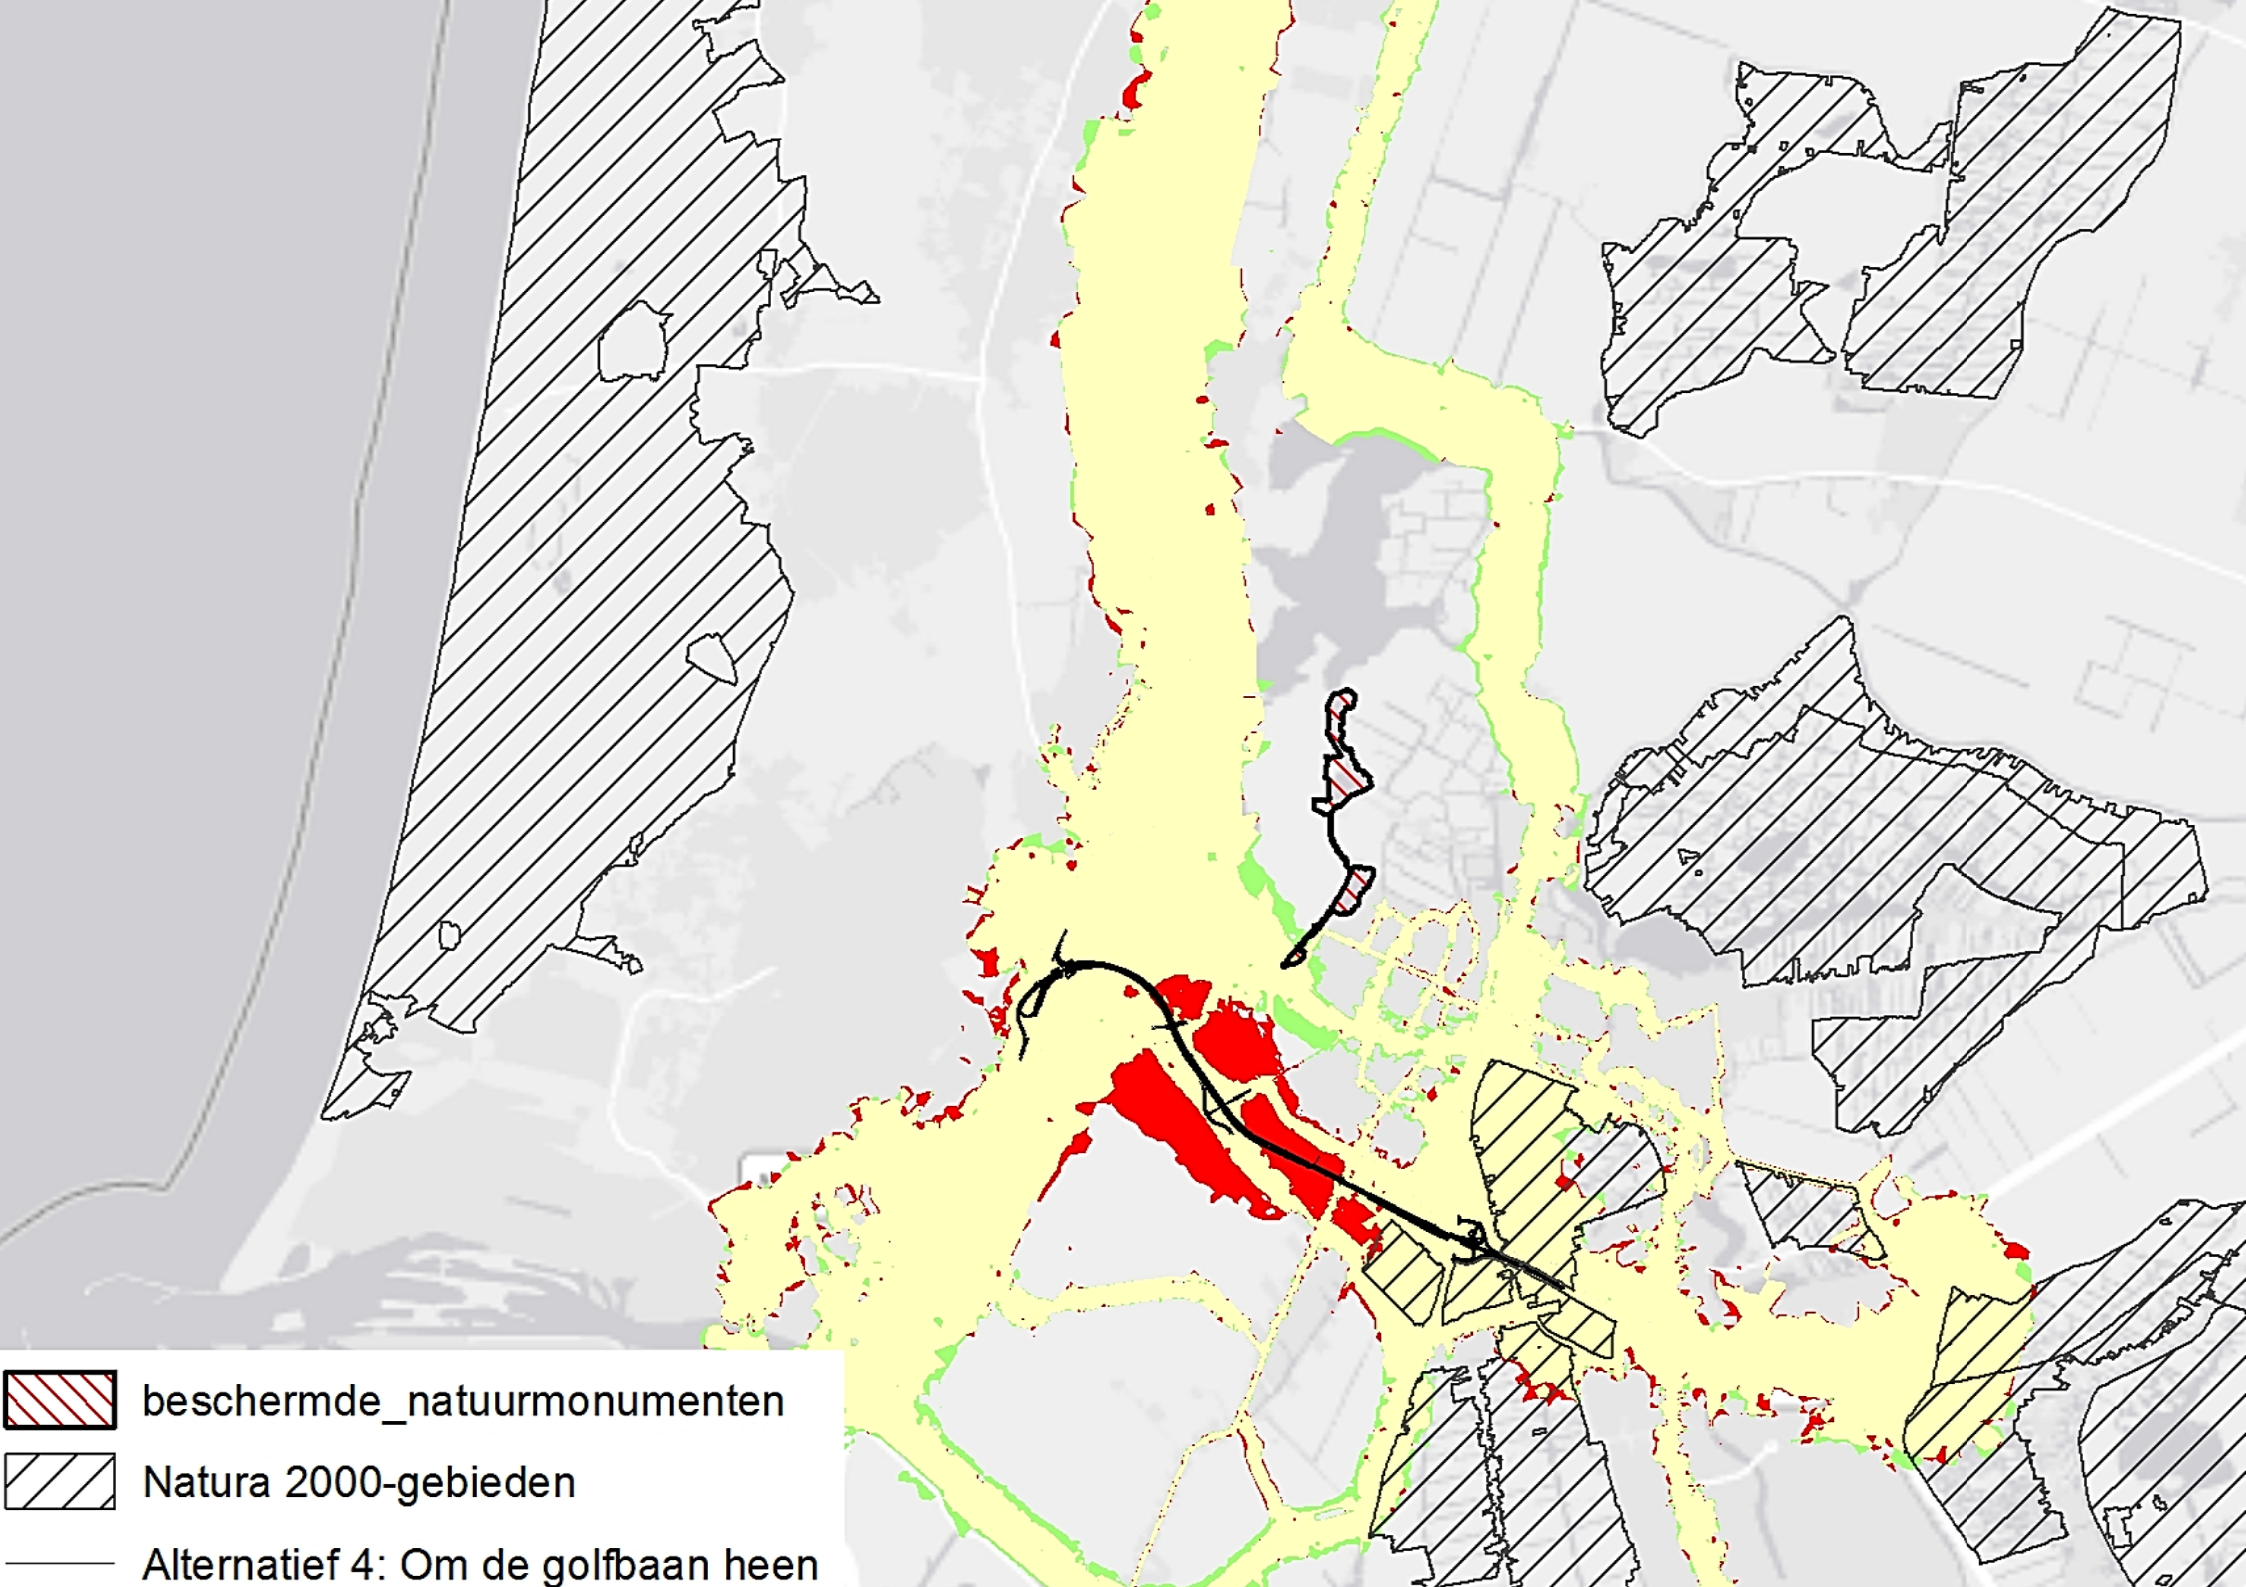 beschermde_natuurmonumenten
Natura 2000-gebieden
Alternatief 4: Om de golfbaan heen